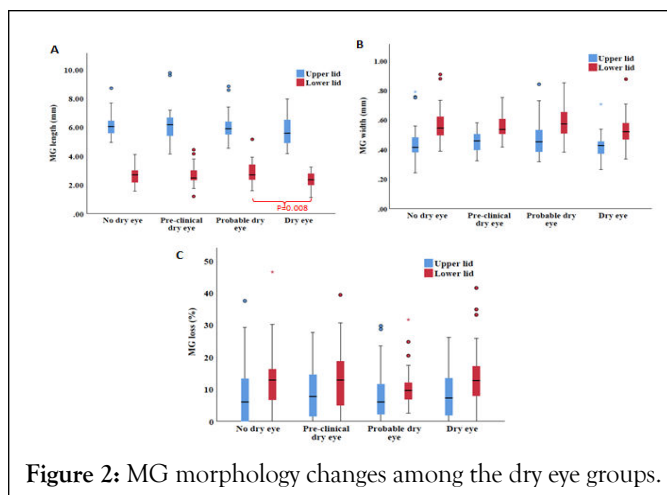 A
Upper lid
Lower lid
MG length (mm)
10.00
8.00
6.00
4.00
2.00
.00
P=0.008
No dry eye
Pre-clinical dry eye
Probable dry eye
Dry eye
B
Upper lid
Lower lid
MG width (mm)
1.00
.80
.60
.40
.20
.00
No dry eye
Pre-clinical dry eye
Probable dry eye
Dry eye
C
Upper lid
Lower lid
MG loss (%)
50
40
30
20
10
0
No dry eye
Pre-clinical dry eye
Probable dry eye
Dry eye
Figure 2: MG morphology changes among the dry eye groups.